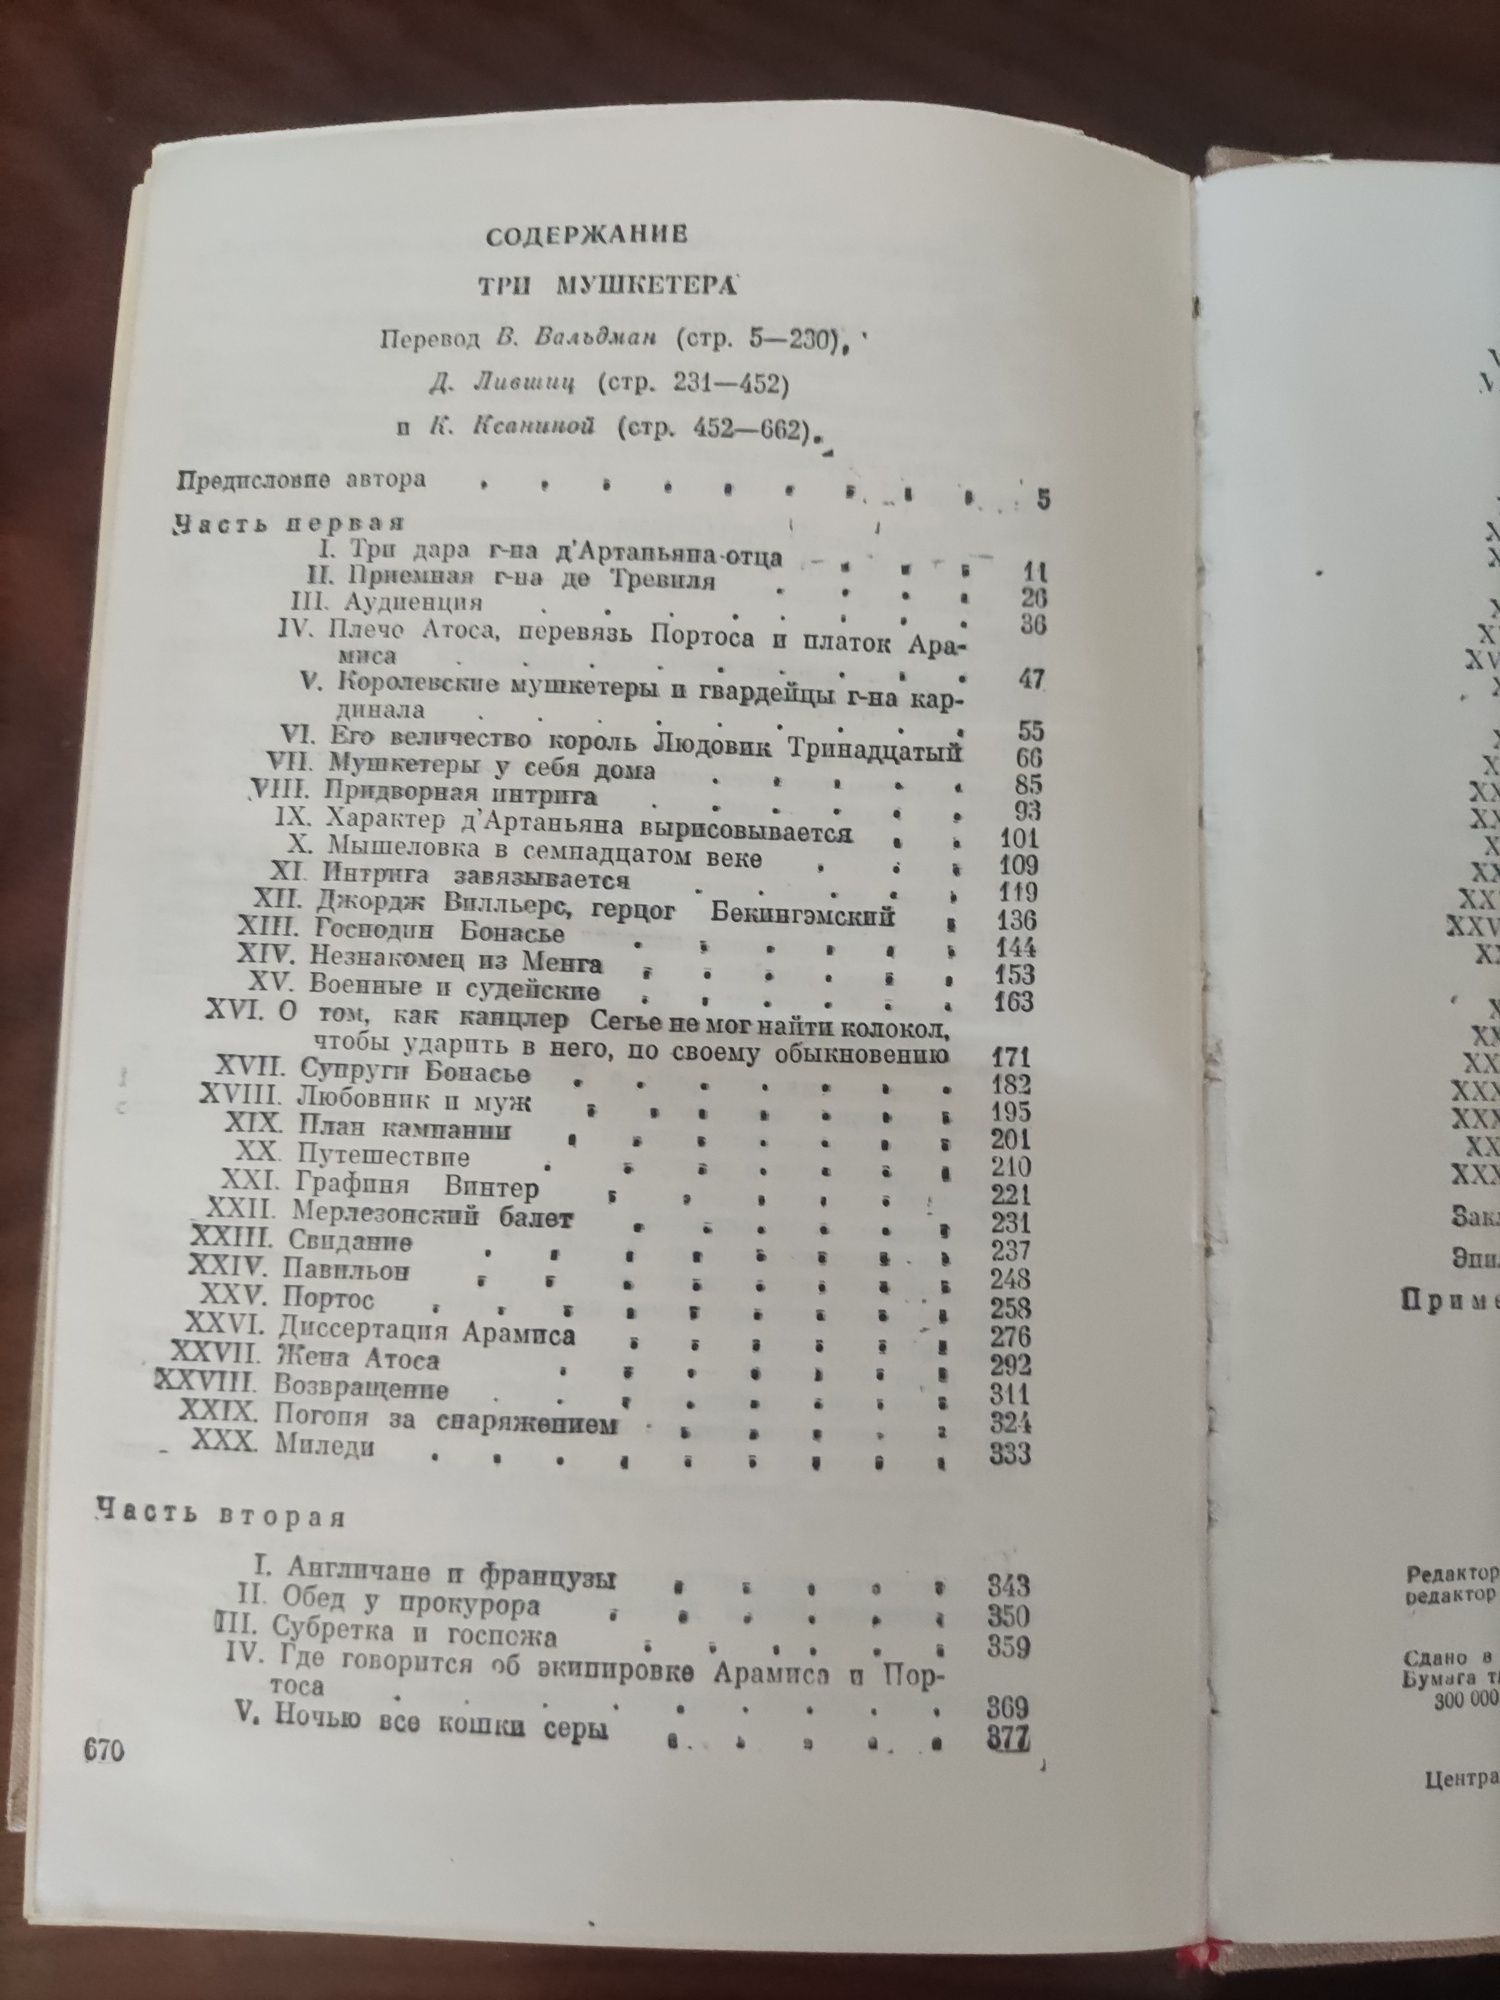 СОДЕРЖАНИЕ
ТРИ МУШКЕТЕРА
Перевод В. Вальдман (стр. 5—230),
Д. Лившиц (стр. 231—452)
и К. Ксаниной (стр. 452—662).
Предисловие автора . . . . . . . . . 5
Часть первая
I. Три дара г-на д'Артаньяна-отца . . . 11
II. Приемная г-на де Тревиля . . . . 26
III. Аудиенция . . . . . . . 36
IV. Плечо Атоса, перевязь Портоса и платок Ара-
миса . . . . . . . . . 47
V. Королевские мушкетеры и гвардейцы г-на кар-
динала . . . . . . . . . 55
VI. Его величество король Людовик Тринадцатый 66
VII. Мушкетеры у себя дома . . . . . 85
VIII. Придворная интрига . . . . . . 93
IX. Характер д'Артаньяна вырисовывается . . 101
X. Мышеловка в семнадцатом веке . . . 109
XI. Интрига завязывается . . . . . 119
XII. Джордж Вилльерс, герцог Бекингэмский . 136
XIII. Господин Бонасье . . . . . . 144
XIV. Незнакомец из Менга . . . . . . 153
XV. Военные и судейские . . . . . . 163
XVI. О том, как канцлер Сегье не мог найти колокол,
чтобы ударить в него, по своему обыкновению 171
XVII. Супруги Бонасье . . . . . . . 182
XVIII. Любовник и муж . . . . . . . 195
XIX. План кампании . . . . . . . 201
XX. Путешествие . . . . . . . 210
XXI. Графиня Винтер . . . . . . 221
XXII. Мерлезонский балет . . . . . . 231
XXIII. Свидание . . . . . . . . 237
XXIV. Павильон . . . . . . . . 248
XXV. Портос . . . . . . . . . 258
XXVI. Диссертация Арамиса . . . . . . 276
XXVII. Жена Атоса . . . . . . . 292
XXVIII. Возвращение . . . . . . . . 311
XXIX. Погоня за снаряжением . . . . . 324
XXX. Миледи . . . . . . . . . 333
Часть вторая
I. Англичане и французы . . . . . 343
II. Обед у прокурора . . . . . . 350
III. Субретка и госпожа . . . . . . 359
IV. Где говорится об экипировке Арамиса и Пор-
тоса . . . . . . . . . 369
V. Ночью все кошки серы . . . . . 377
670
Редактор
редактор
Сдано в
Бумага
300 000